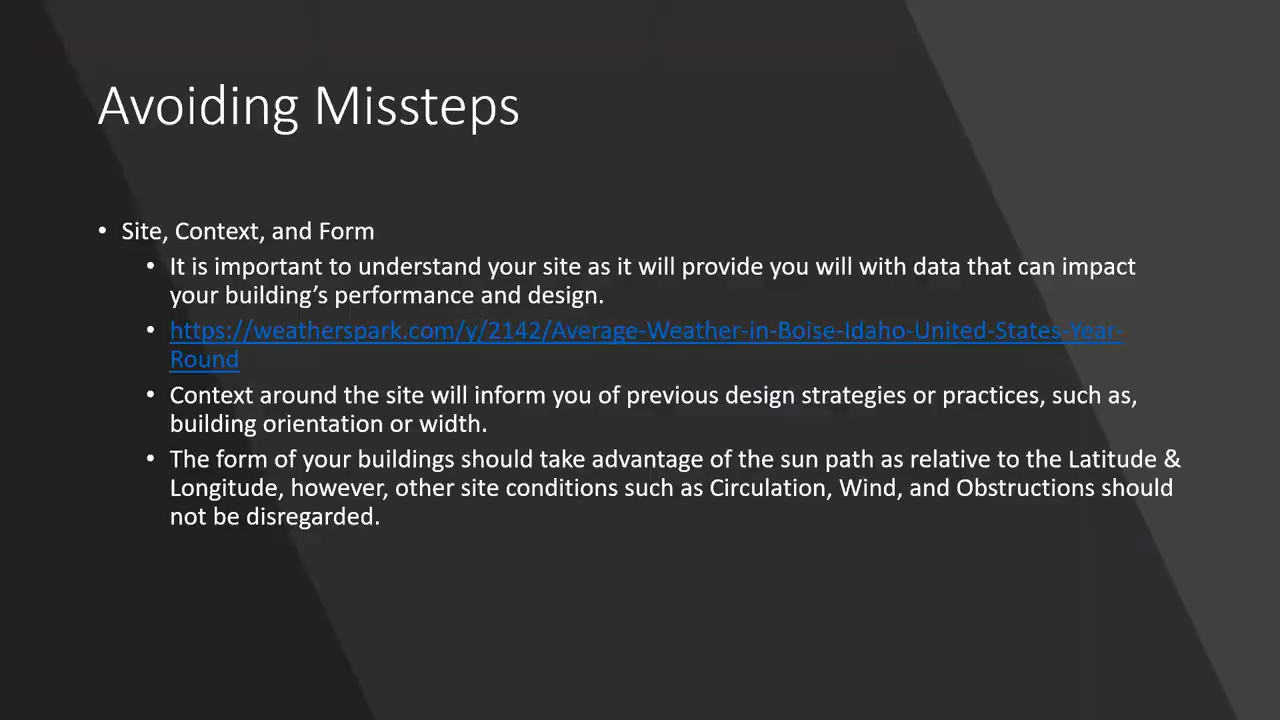 Avoiding Missteps
• Site, Context, and Form
• It is important to understand your site as it will provide you will with data that can impact
your building’s performance and design.
• https://weatherspark.com/y/2142/Average-Weather-in-Boise-Idaho-United-States-Year-
Round
• Context around the site will inform you of previous design strategies or practices, such as,
building orientation or width.
• The form of your buildings should take advantage of the sun path as relative to the Latitude &
Longitude, however, other site conditions such as Circulation, Wind, and Obstructions should
not be disregarded.